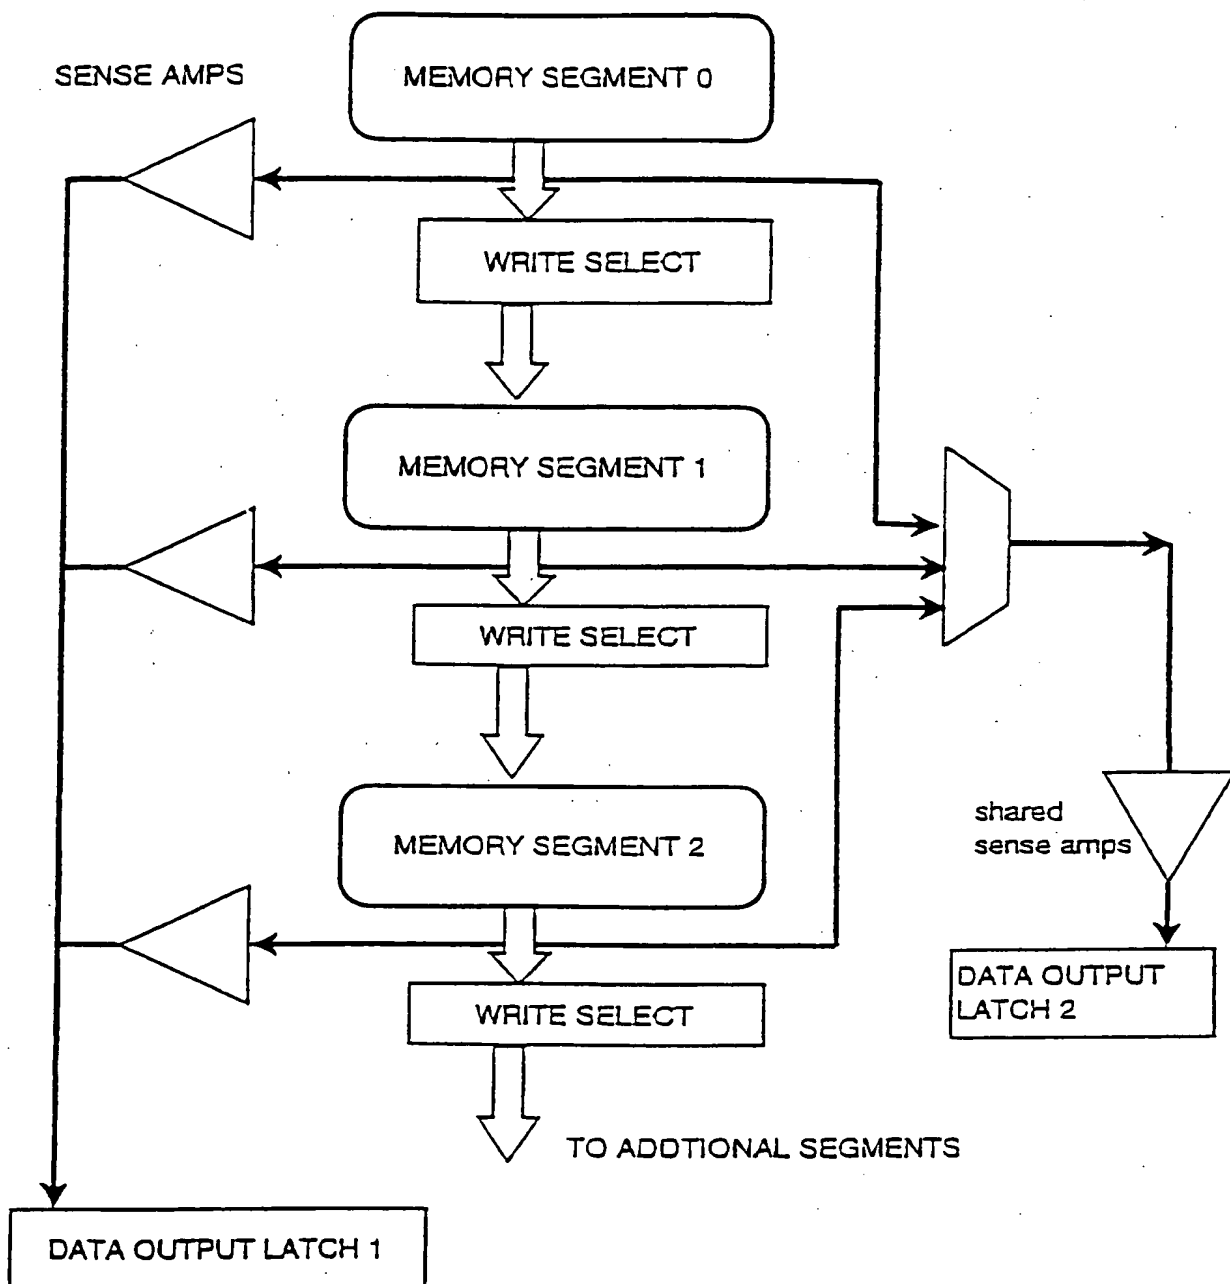 SENSE AMPS
MEMORY SEGMENT 0
WRITE SELECT
MEMORY SEGMENT 1
WRITE SELECT
MEMORY SEGMENT 2
shared
sense amps
WRITE SELECT
DATA OUTPUT
LATCH 2
TO ADDTIONAL SEGMENTS
DATA OUTPUT LATCH 1